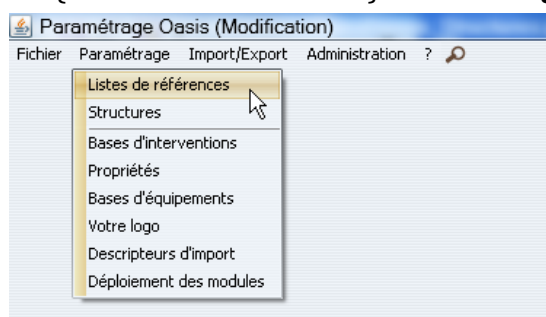 Paramétrage Oasis (Modification)
Fichier Paramétrage Import/Export Administration ?
Listes de références
Structures
Bases d'interventions
Propriétés
Bases d'équipements
Votre logo
Descripteurs d'import
Déploiement des modules